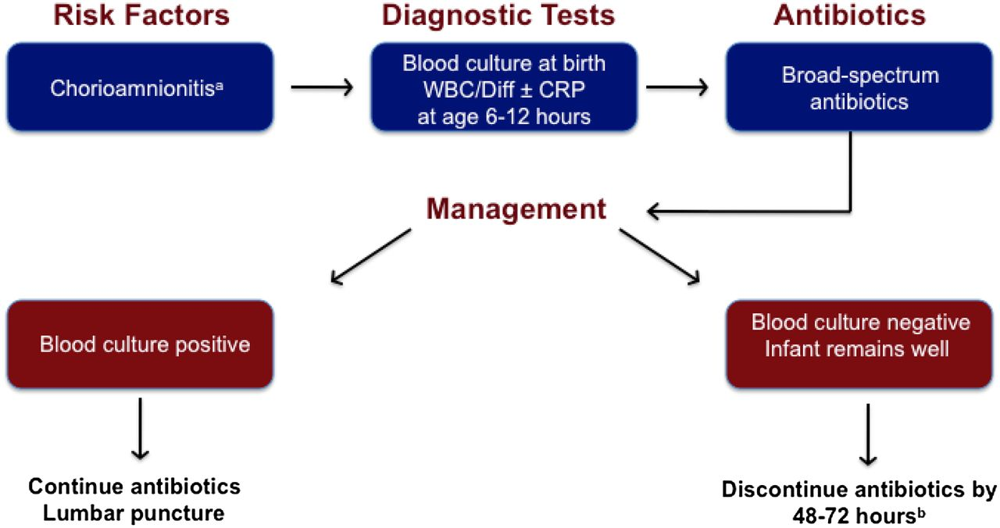 Risk Factors
Diagnostic Tests
Antibiotics
Chorioamnionitisᵃ
Blood culture at birth
WBC/Diff ± CRP
at age 6-12 hours
Broad-spectrum
antibiotics
Management
Blood culture positive
Blood culture negative
Infant remains well
Continue antibiotics
Lumbar puncture
Discontinue antibiotics by
48-72 hoursᵇ